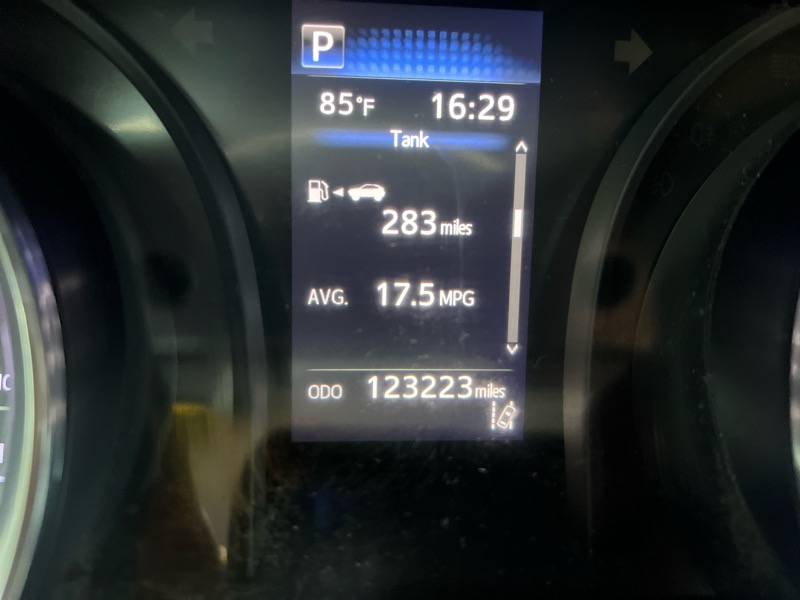 P
85°F 16:29
Tank
283 miles
AVG. 17.5 MPG
ODO 123223 miles